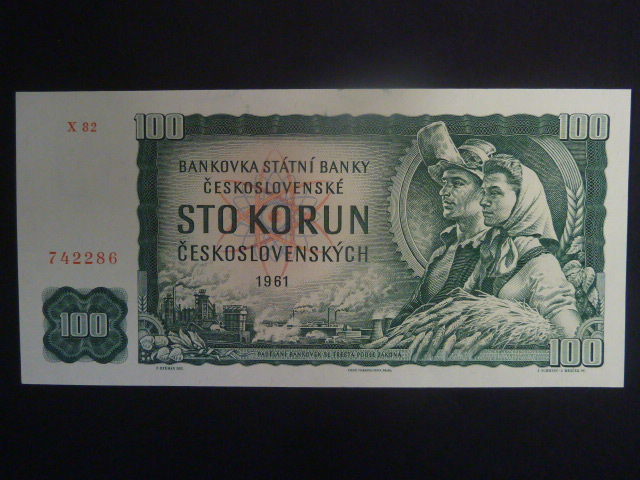 X 82
100
100
BANKOVKA STÁTNÍ BANKY
ČESKOSLOVENSKÉ
STO KORUN
ČESKOSLOVENSKÝCH
742286
1961
100
100
PADĚLÁNÍ BANKOVEK SE TRESTÁ PODLE ZÁKONA